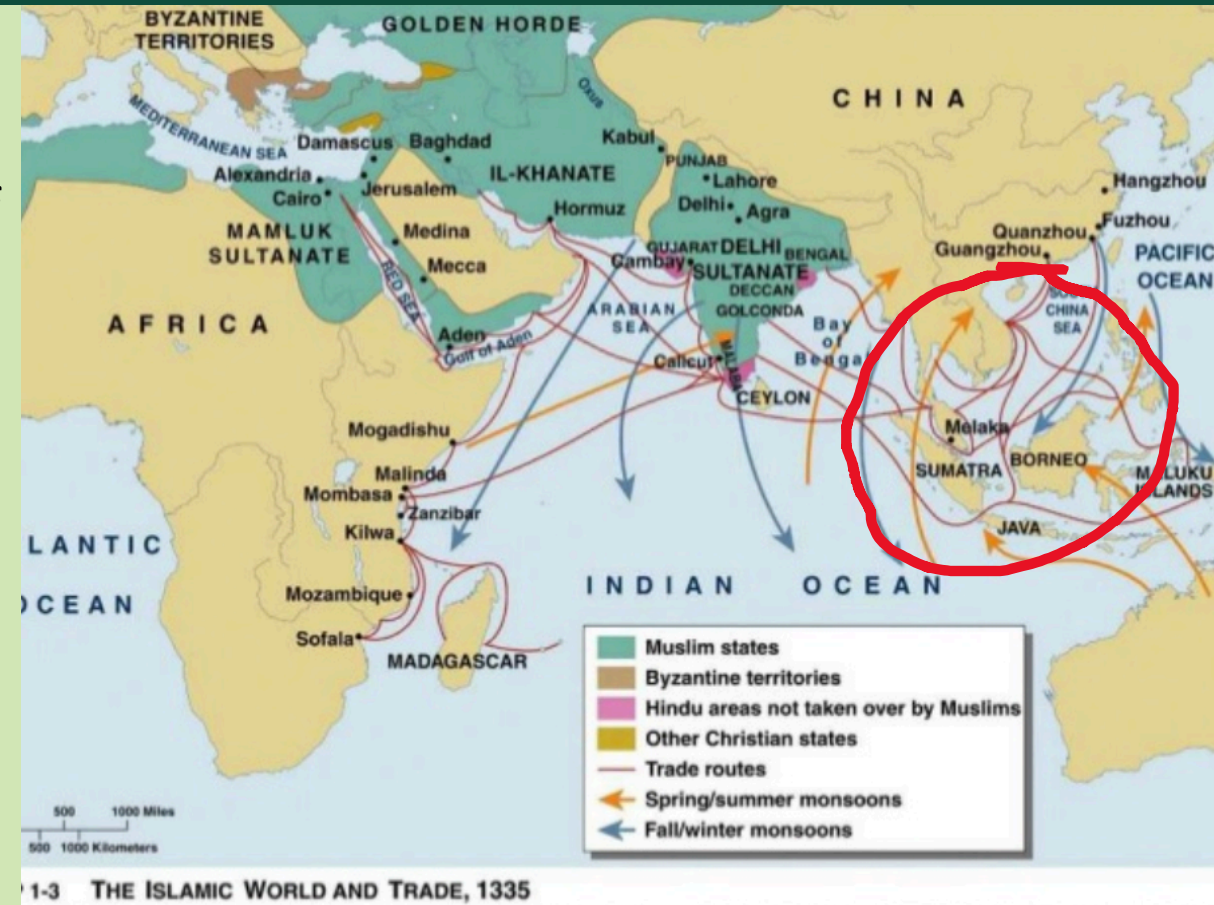 BYZANTINE
TERRITORIES
GOLDEN HORDE
CHINA
Oxus
MEDITERRANEAN SEA
Damascus
Baghdad
Kabul
PUNJAB
Alexandria
IL-KHANATE
Lahore
Hangzhou
Jerusalem
Cairo
Hormuz
Delhi
Agra
Fuzhou
MAMLUK
SULTANATE
Medina
Quanzhou
GUJARAT
DELHI
SULTANATE
BENGAL
Guangzhou
PACIFIC
OCEAN
Cambay
Mecca
RED SEA
DECCAN
GOLCONDA
CHINA
SEA
AFRICA
ARABIAN
SEA
Aden
Gulf of Aden
Bay
of
Bengal
Calicut
CEYLON
Mogadishu
Melaka
Malinda
SUMATRA
BORNEO
MALUKU
ISLANDS
Mombasa
Zanzibar
Kilwa
JAVA
LANTIC
OCEAN
INDIAN OCEAN
Mozambique
Sofala
MADAGASCAR
Muslim states
Byzantine territories
Hindu areas not taken over by Muslims
Other Christian states
Trade routes
Spring/summer monsoons
Fall/winter monsoons
500 1000 Miles
500 1000 Kilometers
1-3 THE ISLAMIC WORLD AND TRADE, 1335